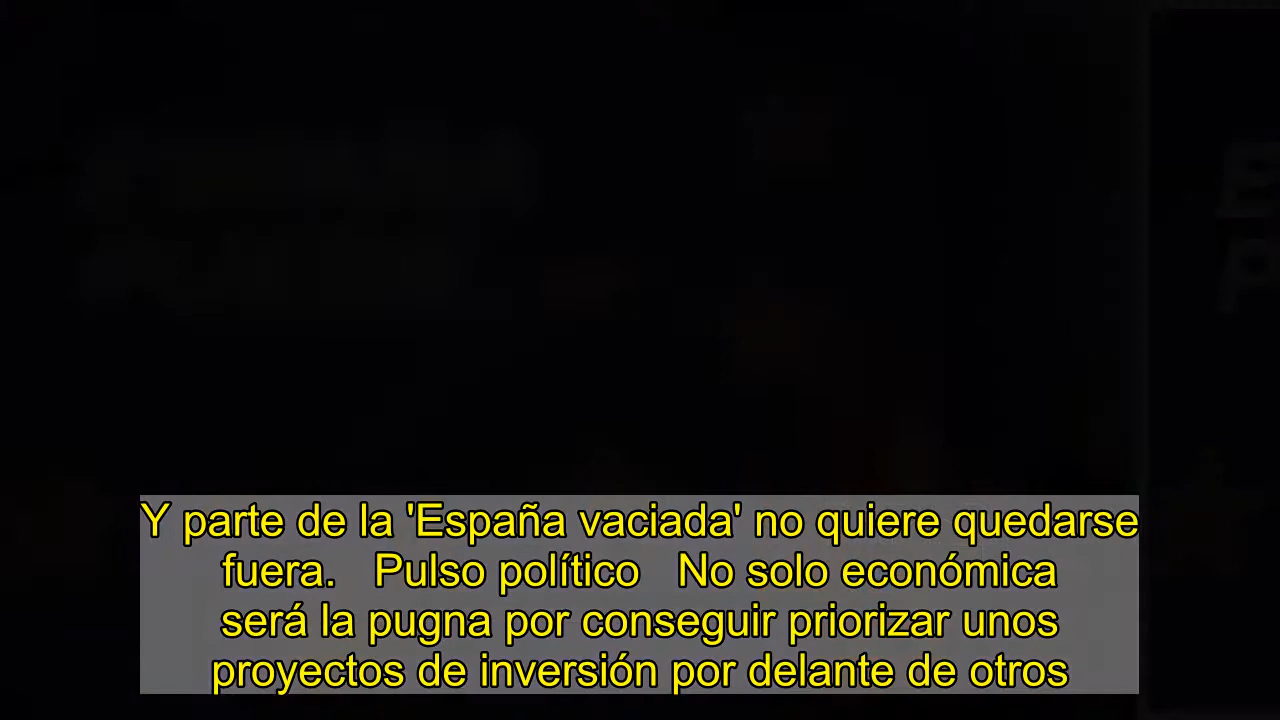 Y parte de la 'España vaciada' no quiere quedarse
fuera.   Pulso político   No solo económica
será la pugna por conseguir priorizar unos
proyectos de inversión por delante de otros